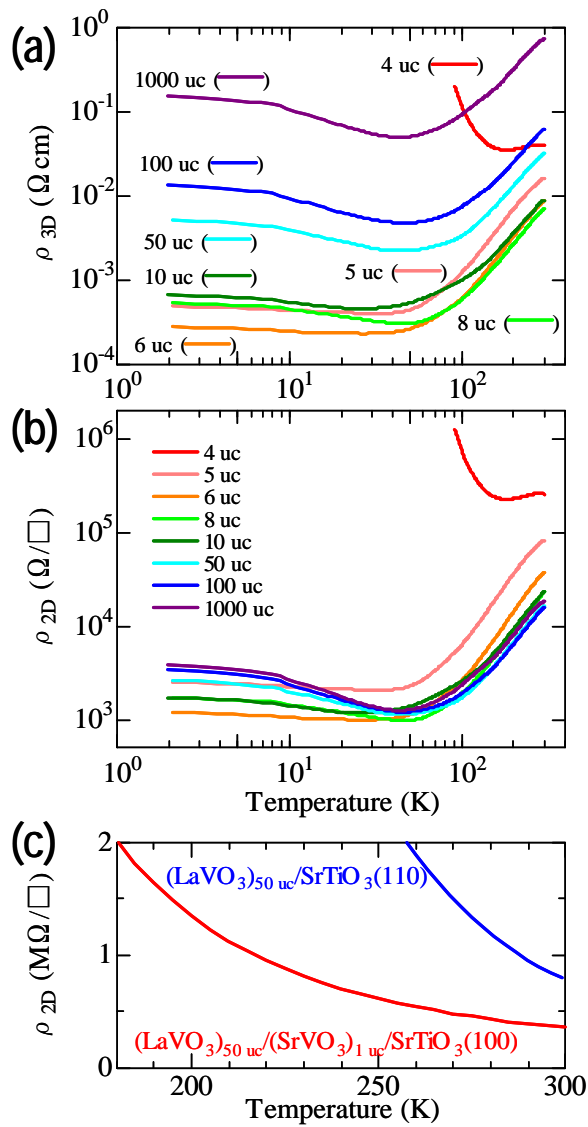 (a)
10^0
10^-1
10^-2
10^-3
10^-4
ρ 3D (Ω cm)
1000 uc (——)
4 uc (——)
100 uc (——)
50 uc (——)
10 uc (——)
5 uc (——)
6 uc (——)
8 uc (——)
10^0
10^1
10^2
(b)
10^6
10^5
10^4
10^3
ρ 2D (Ω/□)
4 uc
5 uc
6 uc
8 uc
10 uc
50 uc
100 uc
1000 uc
10^0
10^1
10^2
Temperature (K)
(c)
2
1
0
ρ 2D (MΩ/□)
(LaVO3)50 uc/SrTiO3(110)
(LaVO3)50 uc/(SrVO3)1 uc/SrTiO3(100)
200
250
300
Temperature (K)